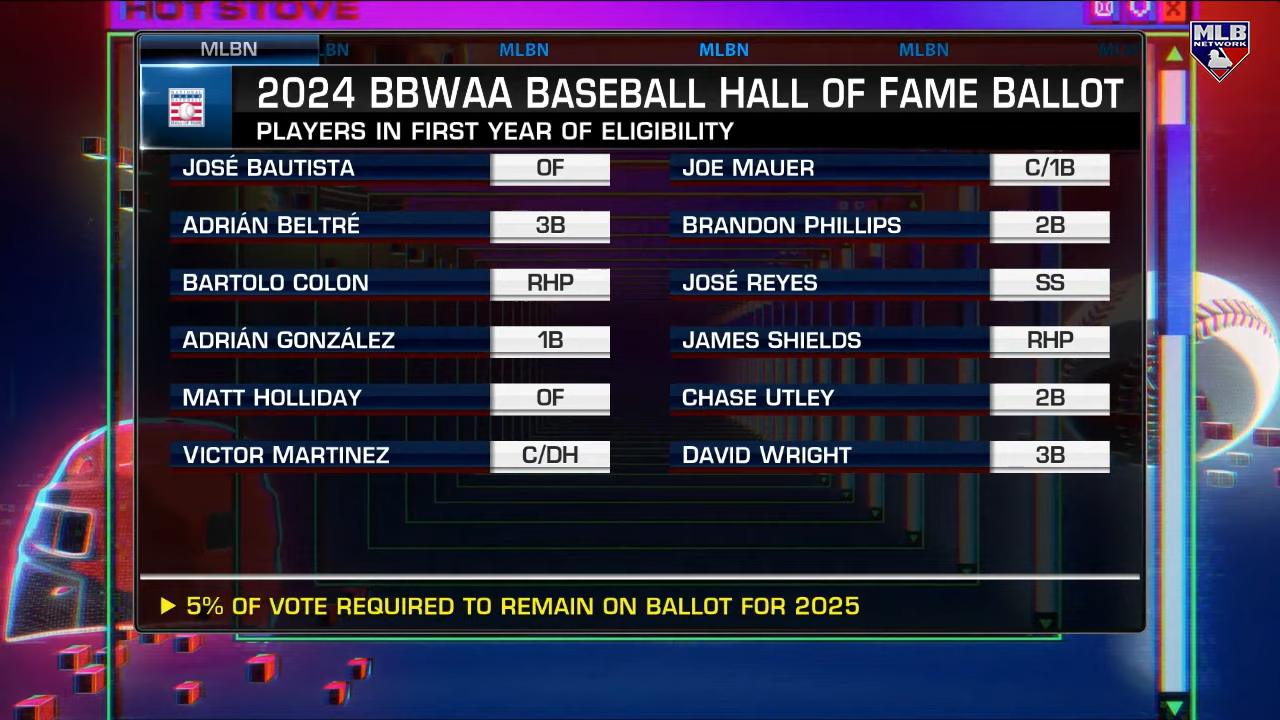 HOT STOVE
MLBN
MLBN
MLBN
MLBN
MLB
NETWORK
2024 BBWAA BASEBALL HALL OF FAME BALLOT
PLAYERS IN FIRST YEAR OF ELIGIBILITY
JOSÉ BAUTISTA OF
JOE MAUER C/1B
ADRIÁN BELTRÉ 3B
BRANDON PHILLIPS 2B
BARTOLO COLON RHP
JOSÉ REYES SS
ADRIÁN GONZÁLEZ 1B
JAMES SHIELDS RHP
MATT HOLLIDAY OF
CHASE UTLEY 2B
VICTOR MARTINEZ C/DH
DAVID WRIGHT 3B
5% OF VOTE REQUIRED TO REMAIN ON BALLOT FOR 2025